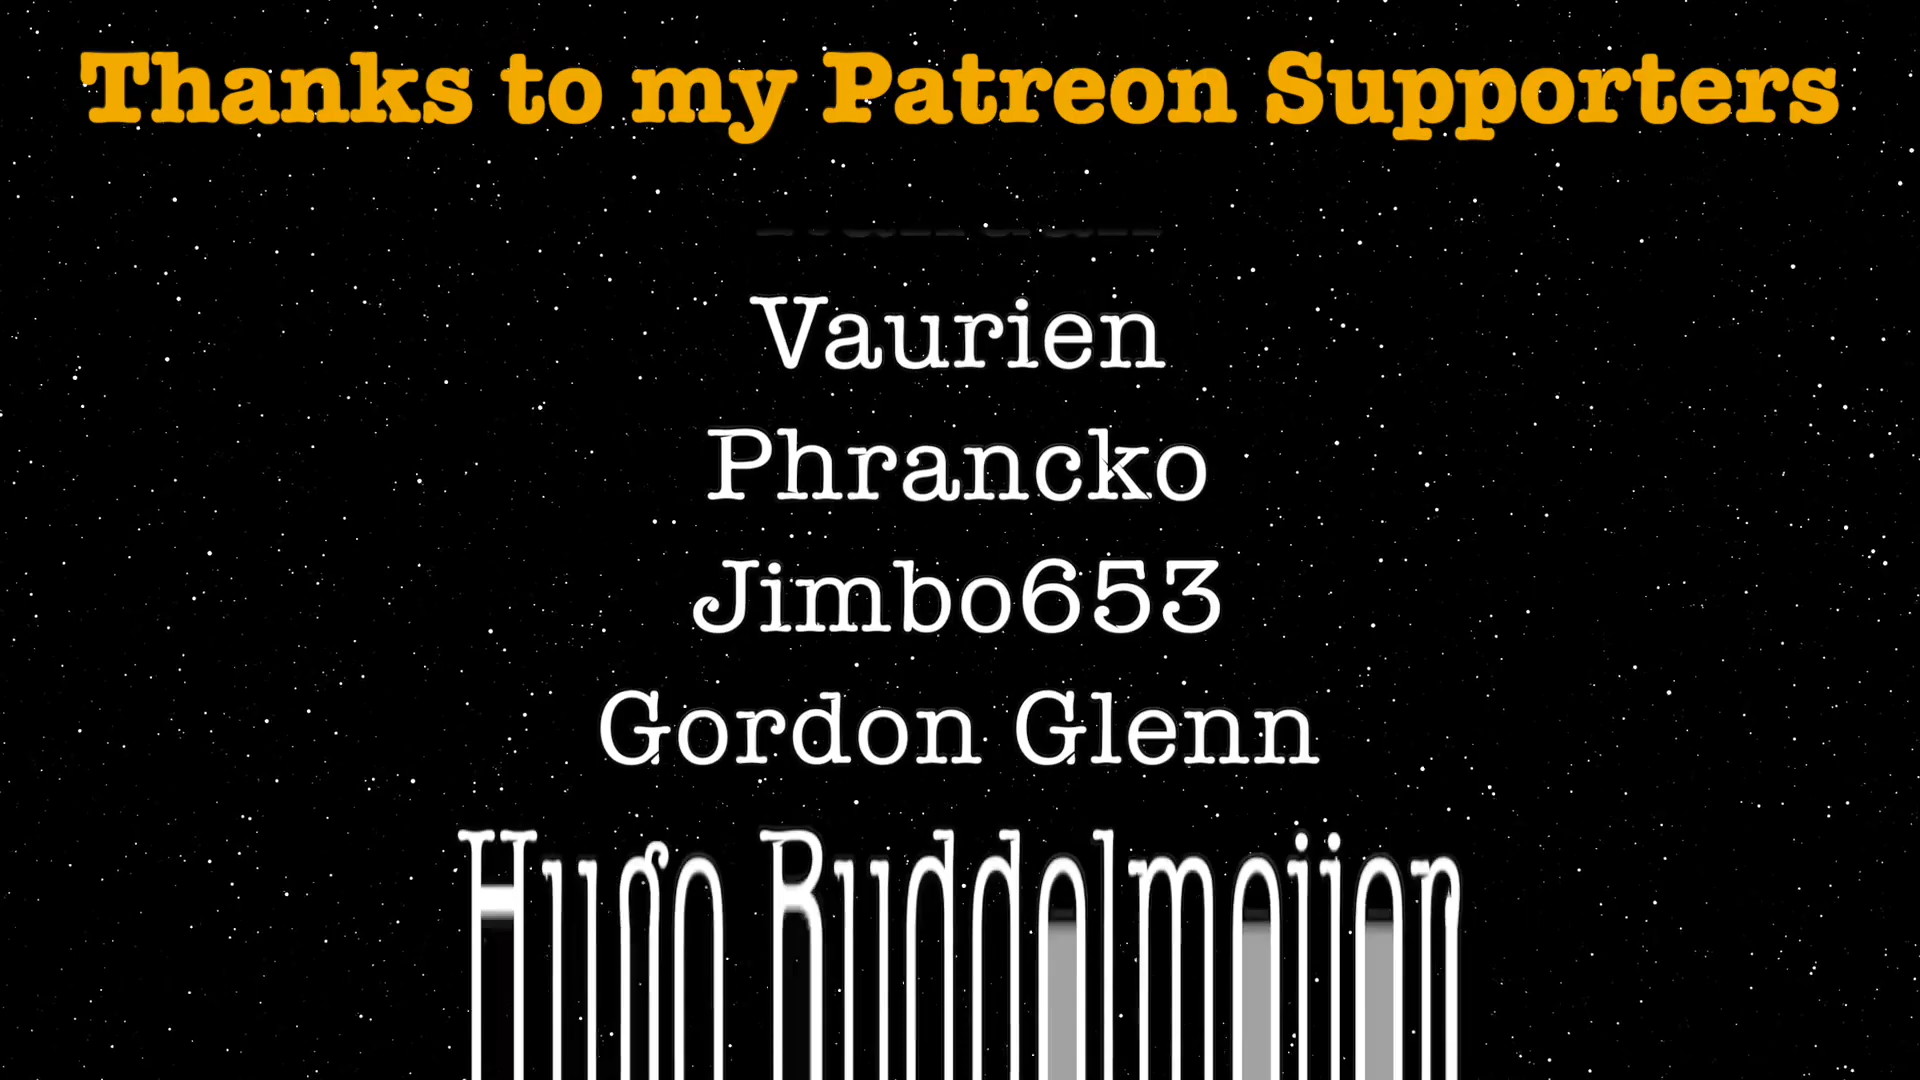 Thanks to my Patreon Supporters
Vaurien
Phrancko
Jimbo653
Gordon Glenn
Hugo Buddelmeijer